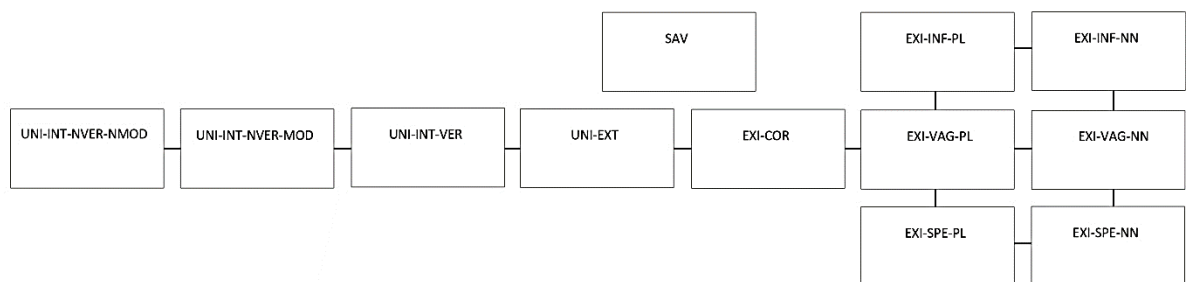 SAV
EXI-INF-PL
EXI-INF-NN
UNI-INT-NVER-NMOD
UNI-INT-NVER-MOD
UNI-INT-VER
UNI-EXT
EXI-COR
EXI-VAG-PL
EXI-VAG-NN
EXI-SPE-PL
EXI-SPE-NN